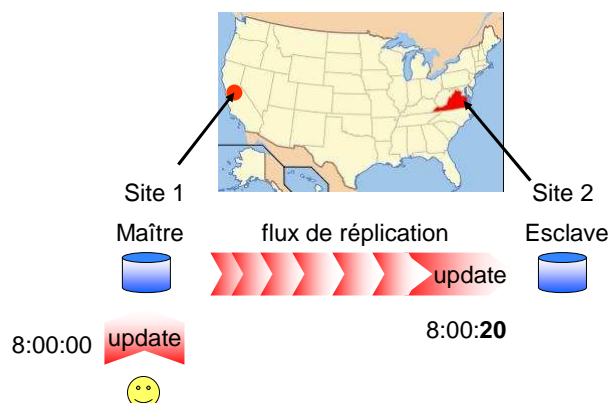 Site 1
Site 2
Maître
flux de réplication
Esclave
update
8:00:20
8:00:00
update